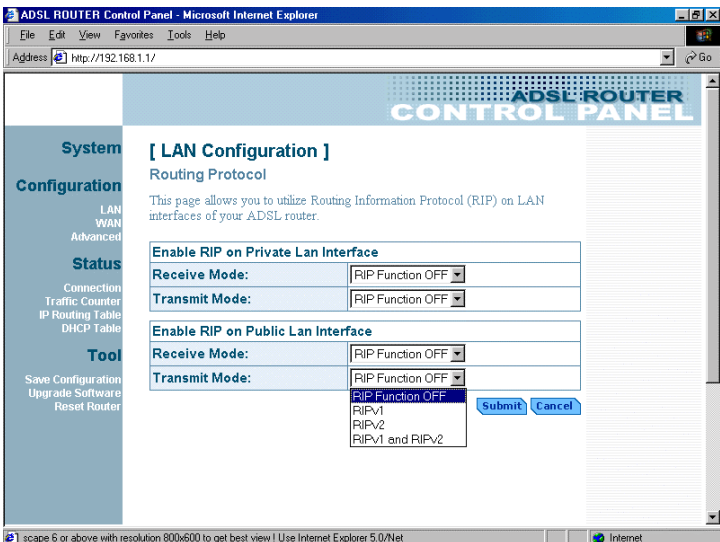 ADSL ROUTER Control Panel - Microsoft Internet Explorer
File Edit View Favorites Tools Help
Address http://192.168.1.1/ Go
ADSL ROUTER
CONTROL PANEL
System
Configuration
LAN
WAN
Advanced
Status
Connection
Traffic Counter
IP Routing Table
DHCP Table
Tool
Save Configuration
Upgrade Software
Reset Router
[ LAN Configuration ]
Routing Protocol
This page allows you to utilize Routing Information Protocol (RIP) on LAN
interfaces of your ADSL router.
Enable RIP on Private Lan Interface
Receive Mode: RIP Function OFF
Transmit Mode: RIP Function OFF
Enable RIP on Public Lan Interface
Receive Mode: RIP Function OFF
Transmit Mode: RIP Function OFF
RIP Function OFF
RIPv1
RIPv2
RIPv1 and RIPv2
Submit Cancel
scape 6 or above with resolution 800x600 to get best view ! Use Internet Explorer 5.0/Net Internet